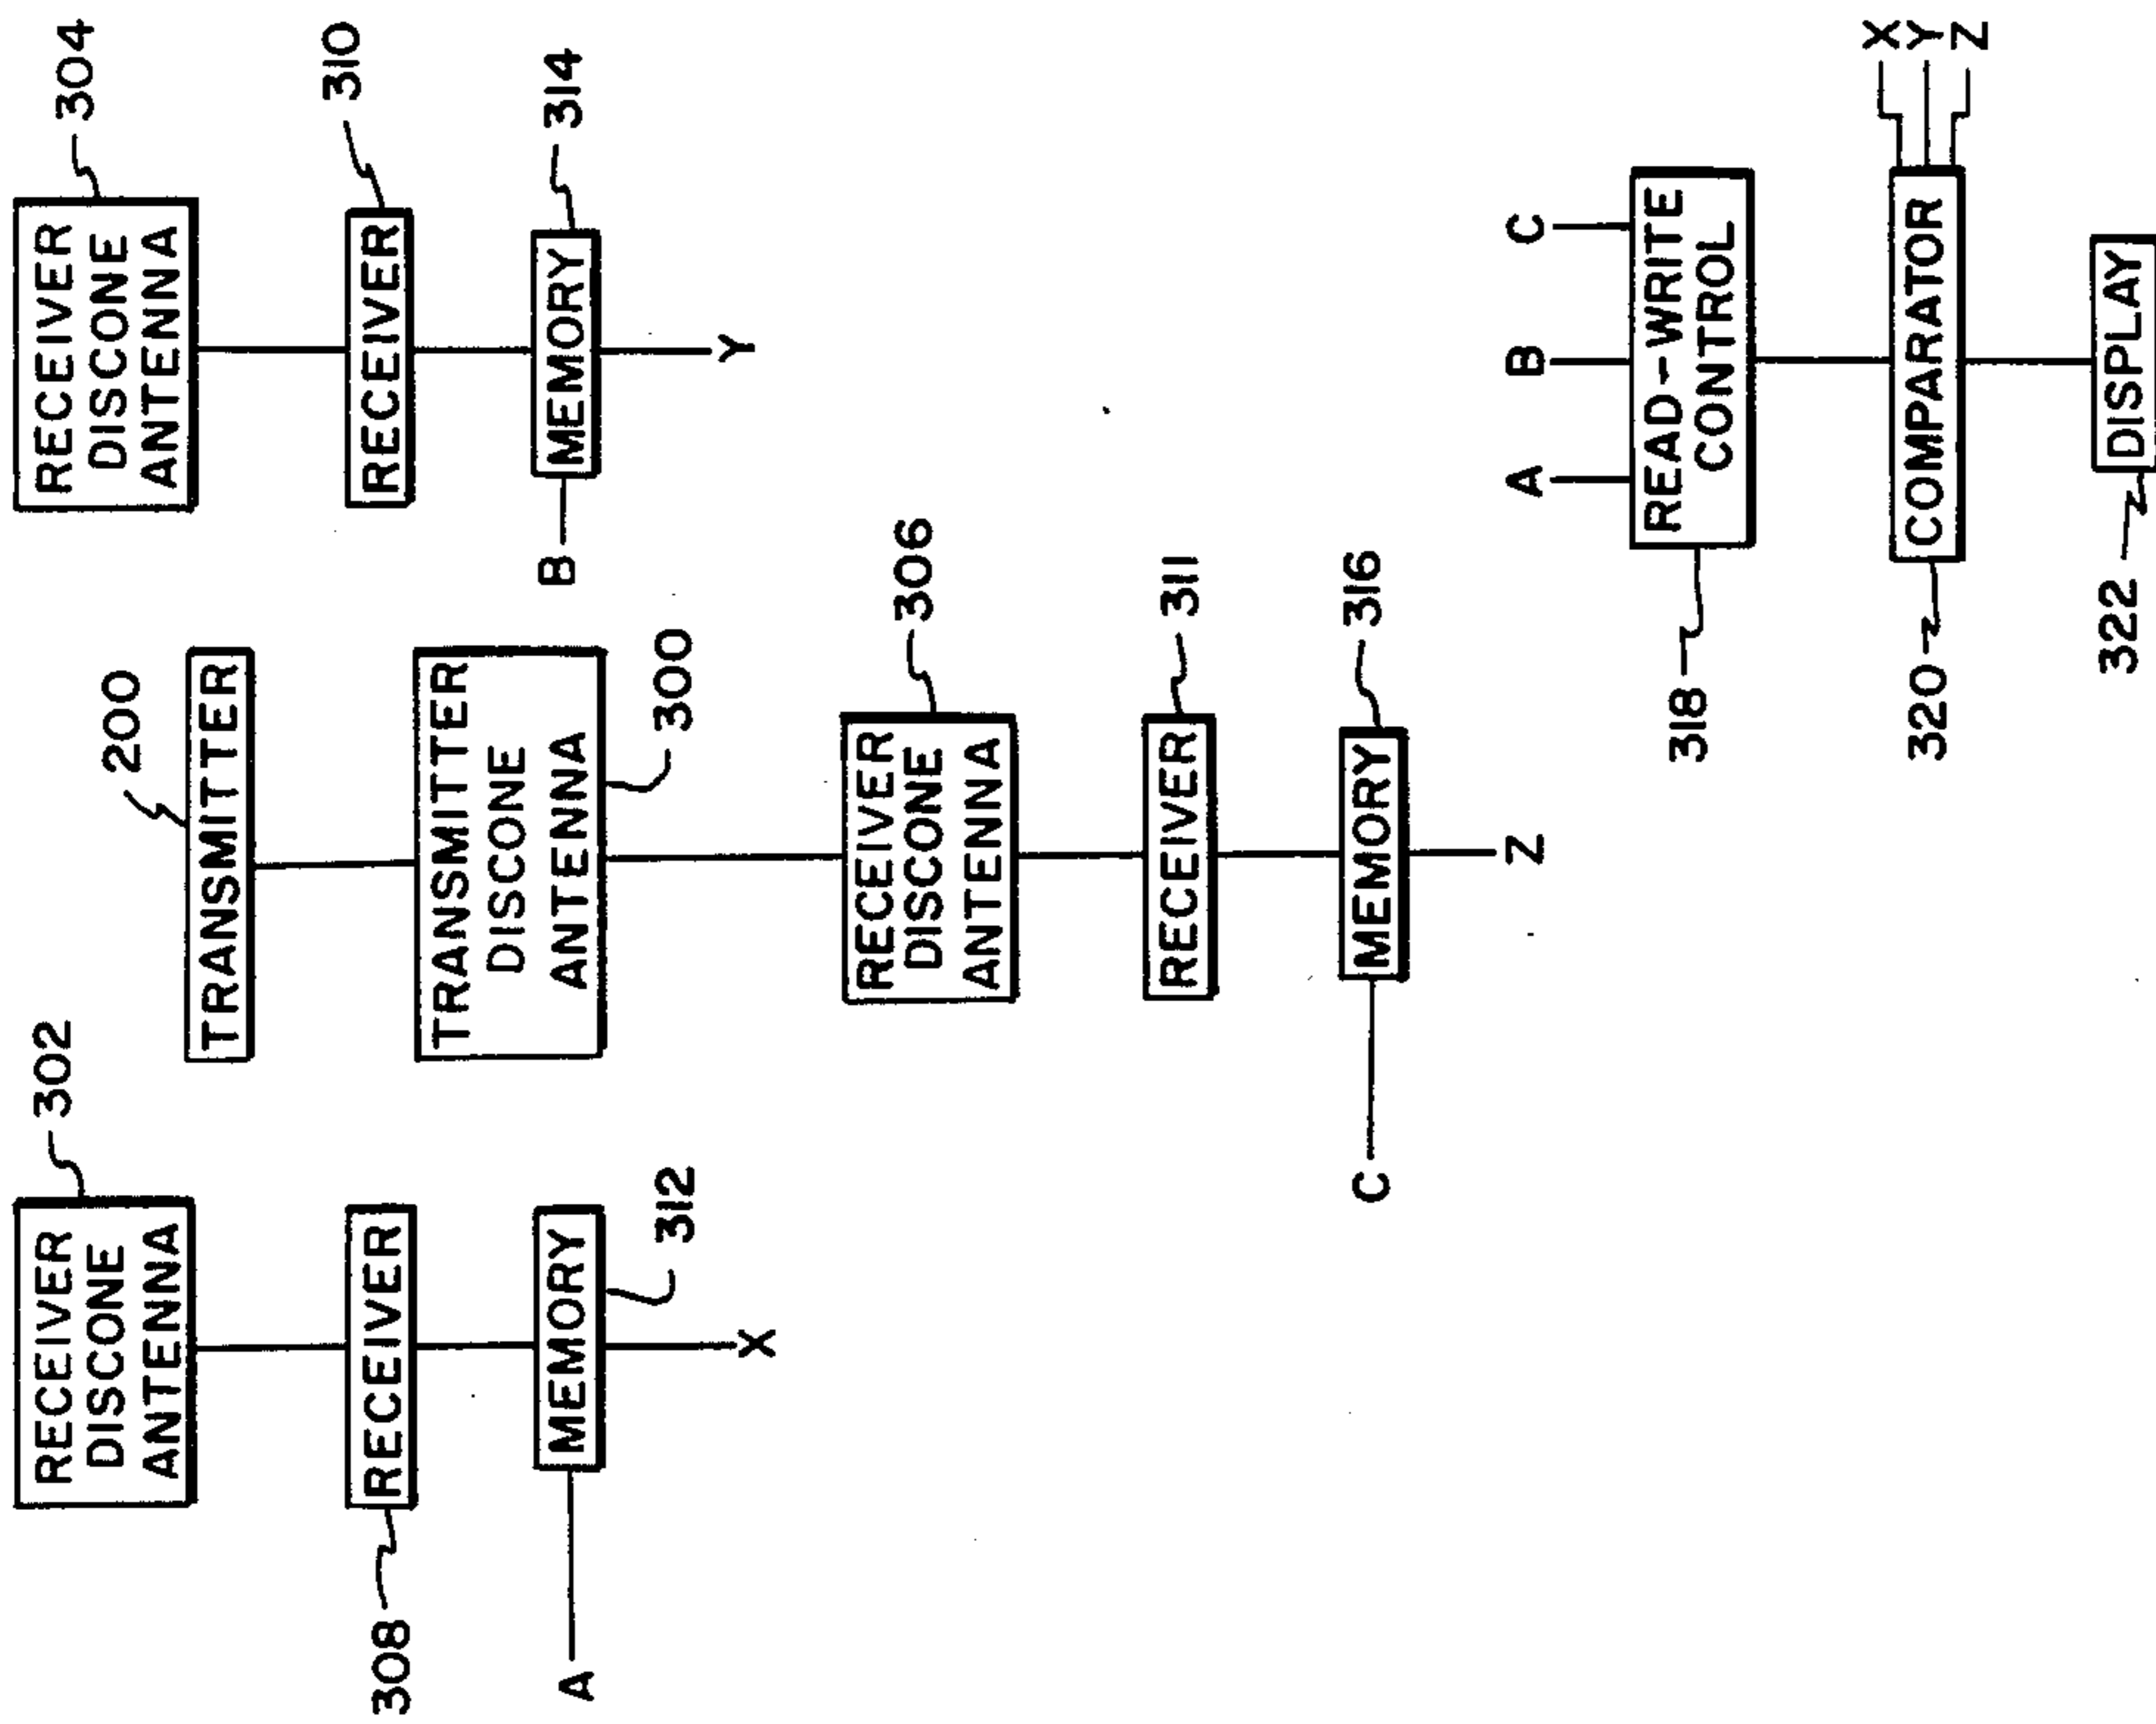 302
RECEIVER
DISCONE
ANTENNA
308
RECEIVER
A
MEMORY
312
X
200
TRANSMITTER
TRANSMITTER
DISCONE
ANTENNA
300
RECEIVER
DISCONE
ANTENNA
306
RECEIVER
311
C
MEMORY
316
Z
304
RECEIVER
DISCONE
ANTENNA
RECEIVER
310
B
MEMORY
314
Y
A B C
318
READ-WRITE
CONTROL
320
COMPARATOR
X
Y
Z
322
DISPLAY